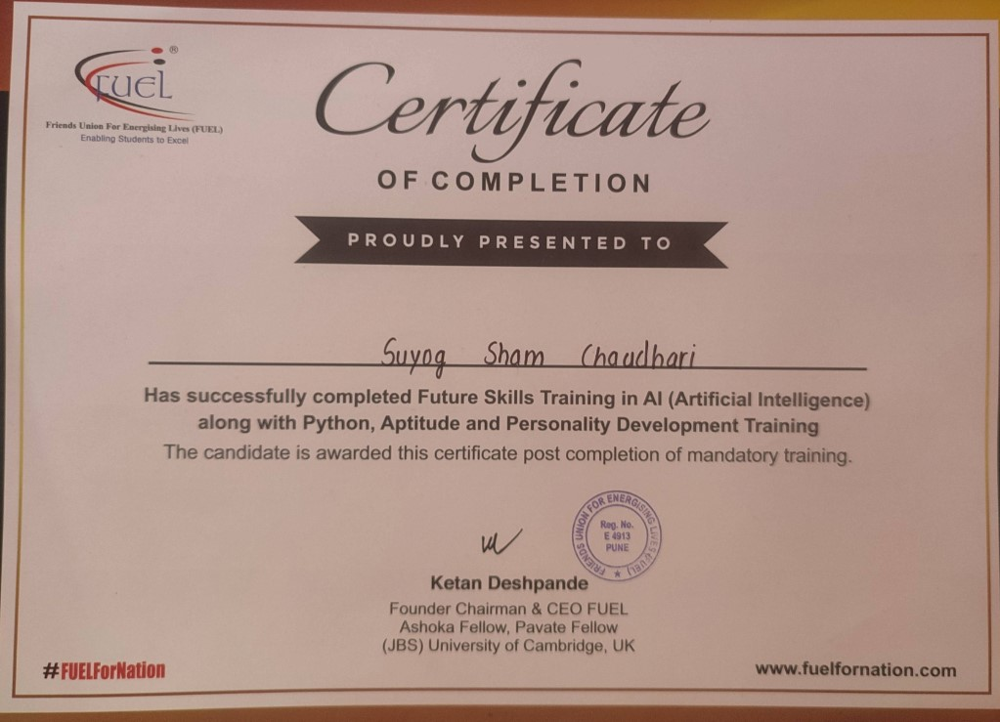 FUEL®
Friends Union For Energising Lives (FUEL)
Enabling Students to Excel
Certificate
OF COMPLETION
PROUDLY PRESENTED TO
Suyog Sham Chaudhari
Has successfully completed Future Skills Training in AI (Artificial Intelligence)
along with Python, Aptitude and Personality Development Training
The candidate is awarded this certificate post completion of mandatory training.
FRIENDS UNION FOR ENERGISING LIVES (FUEL) ★
Reg. No.
E 4913
PUNE
Ketan Deshpande
Founder Chairman & CEO FUEL
Ashoka Fellow, Pavate Fellow
(JBS) University of Cambridge, UK
#FUELForNation
www.fuelfornation.com